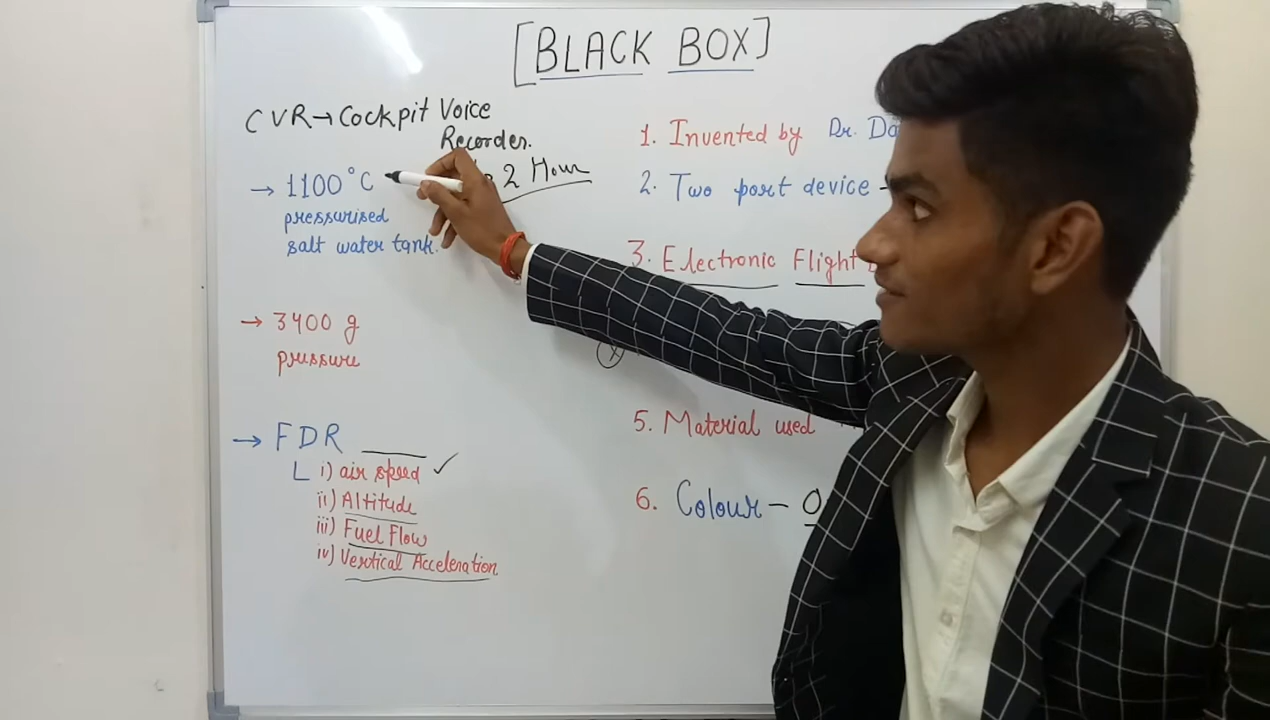 [BLACK BOX]
CVR→Cockpit Voice
Recorder.
2 Hour
→ 1100°C
pressurised
salt water tank.
→ 3400 g
pressure
→ FDR
i) air speed ✓
ii) Altitude
iii) Fuel Flow
iv) Vertical Acceleration
1. Invented by Dr.
2. Two part device -
3. Electronic Flight
5. Material used
6. Colour -